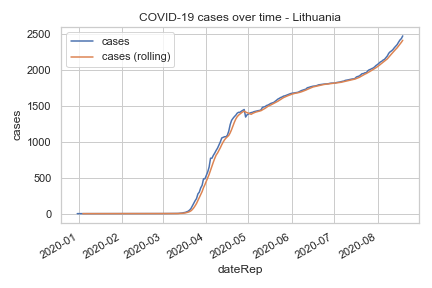 COVID-19 cases over time - Lithuania
cases
cases (rolling)
2500
2000
1500
1000
500
0
cases
2020-01
2020-02
2020-03
2020-04
2020-05
2020-06
2020-07
2020-08
dateRep